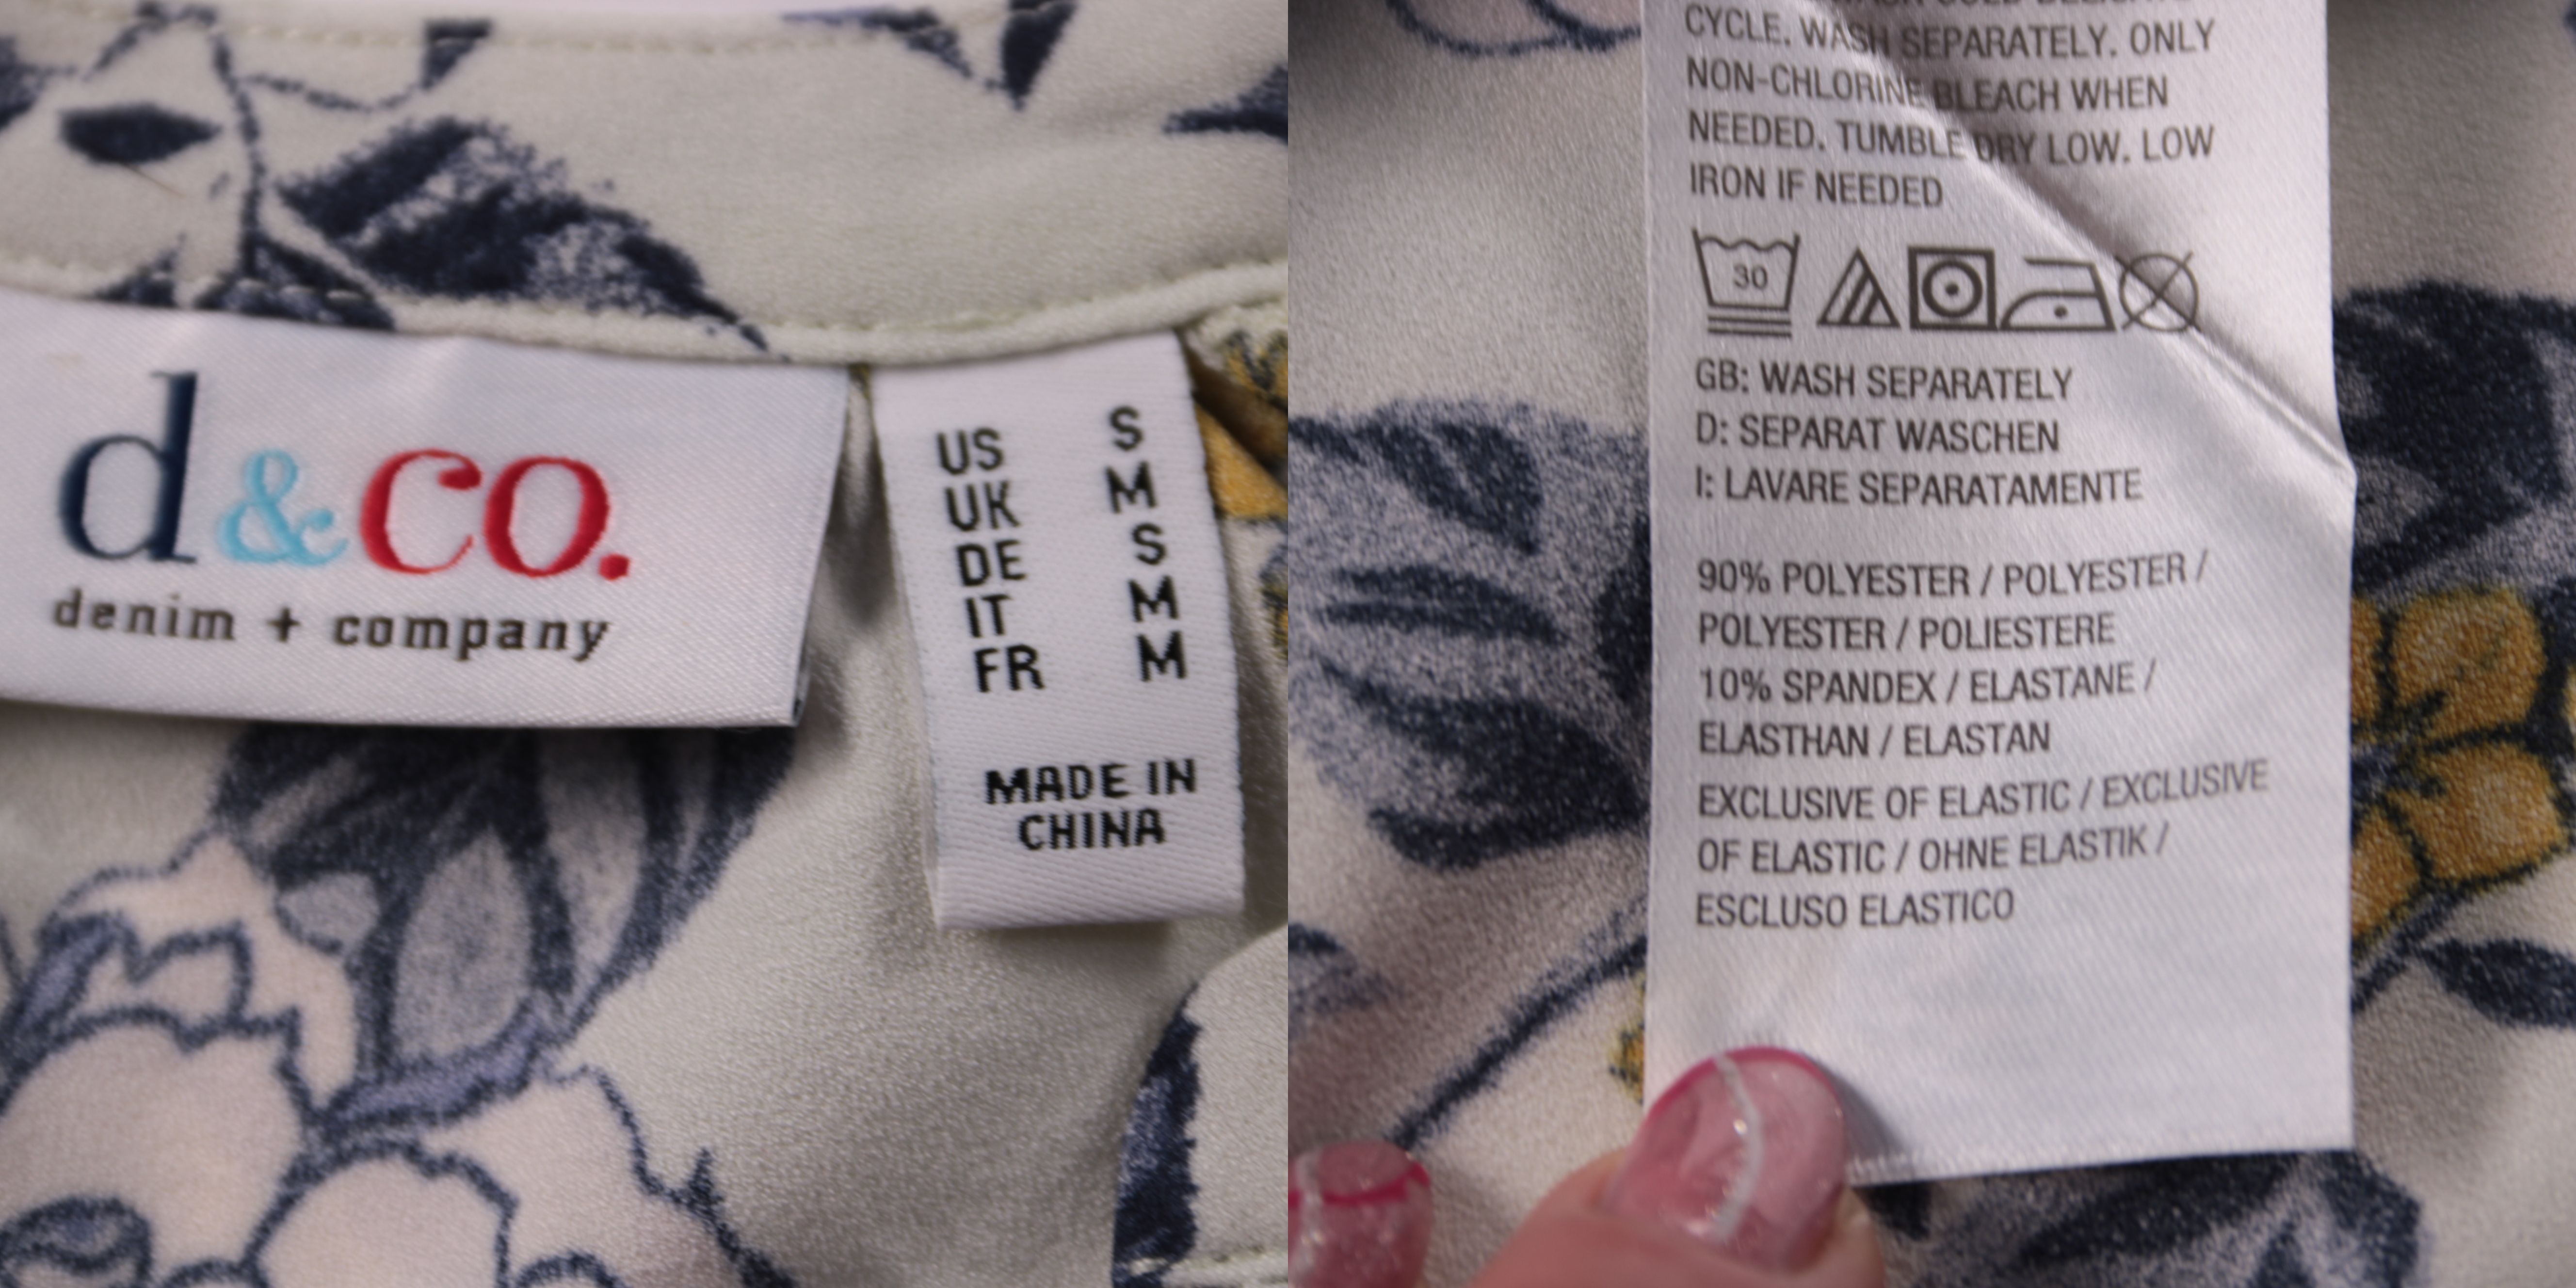 d&co.
denim + company
US S
UK M
DE S
IT M
FR M
MADE IN
CHINA
CYCLE. WASH SEPARATELY. ONLY
NON-CHLORINE BLEACH WHEN
NEEDED. TUMBLE DRY LOW. LOW
IRON IF NEEDED
30
GB: WASH SEPARATELY
D: SEPARAT WASCHEN
I: LAVARE SEPARATAMENTE
90% POLYESTER / POLYESTER /
POLYESTER / POLIESTERE
10% SPANDEX / ELASTANE /
ELASTHAN / ELASTAN
EXCLUSIVE OF ELASTIC / EXCLUSIVE
OF ELASTIC / OHNE ELASTIK /
ESCLUSO ELASTICO